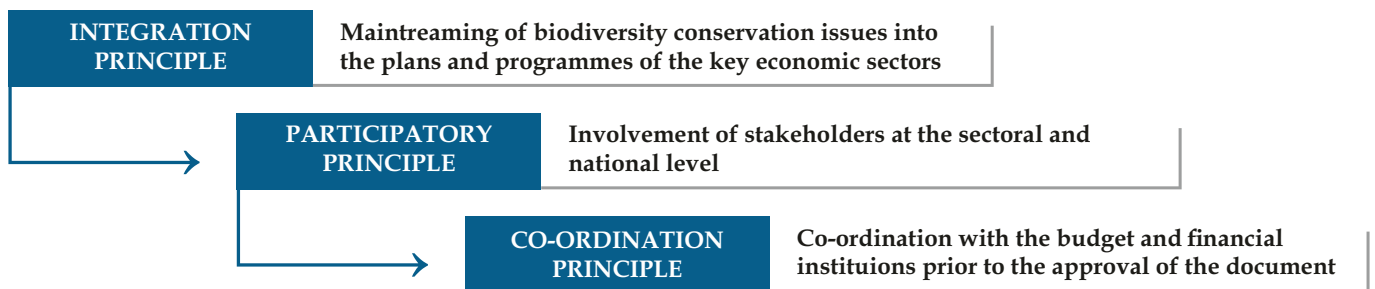 INTEGRATION
PRINCIPLE
Maintreaming of biodiversity conservation issues into
the plans and programmes of the key economic sectors
PARTICIPATORY
PRINCIPLE
Involvement of stakeholders at the sectoral and
national level
CO-ORDINATION
PRINCIPLE
Co-ordination with the budget and financial
instituions prior to the approval of the document